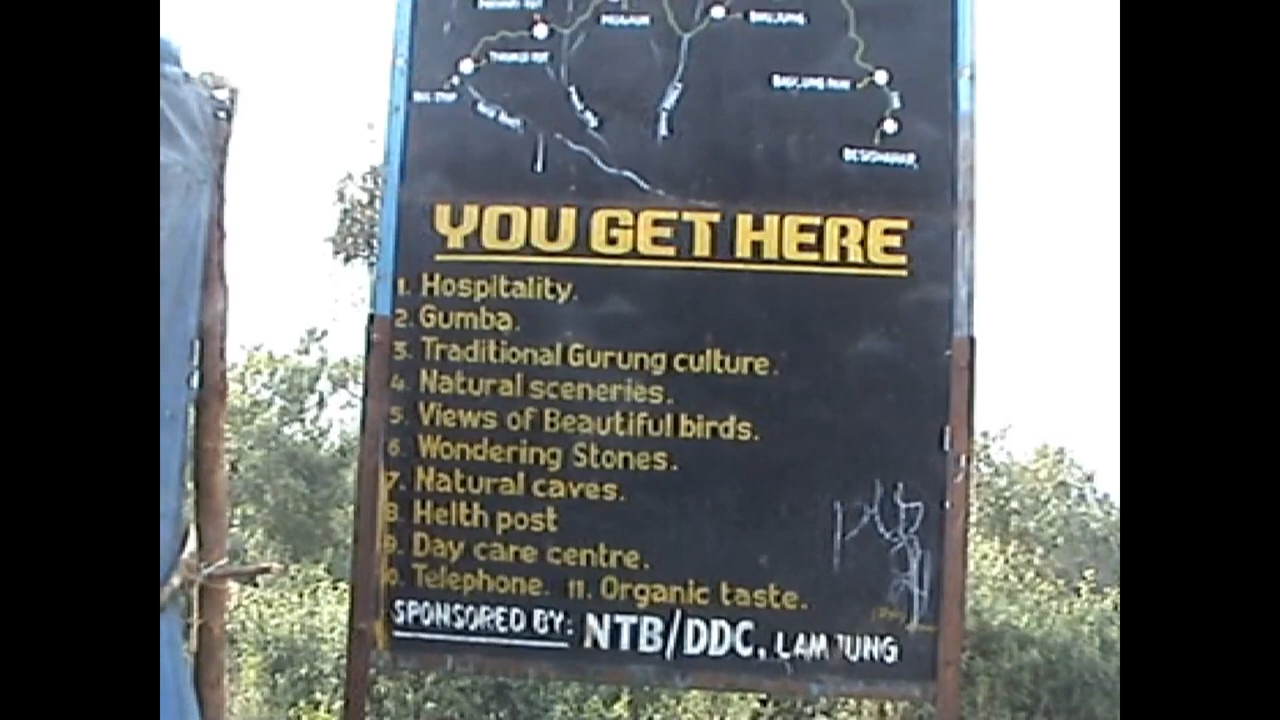 BESISHAHAR
YOU GET HERE
1. Hospitality.
2. Gumba.
3. Traditional Gurung culture.
4. Natural sceneries.
5. Views of Beautiful birds.
6. Wondering Stones.
7. Natural caves.
8. Helth post
9. Day care centre.
10. Telephone. 11. Organic taste.
SPONSORED BY: NTB/DDC. LAMJUNG